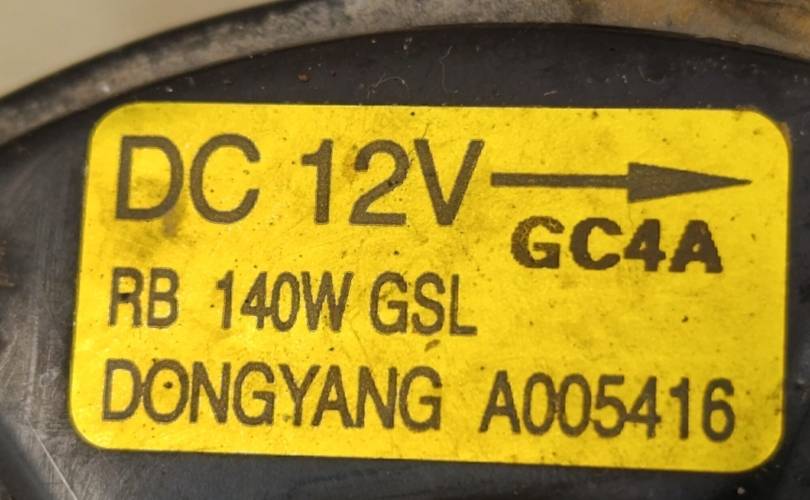 DC 12V
GC4A
RB 140W GSL
DONGYANG A005416